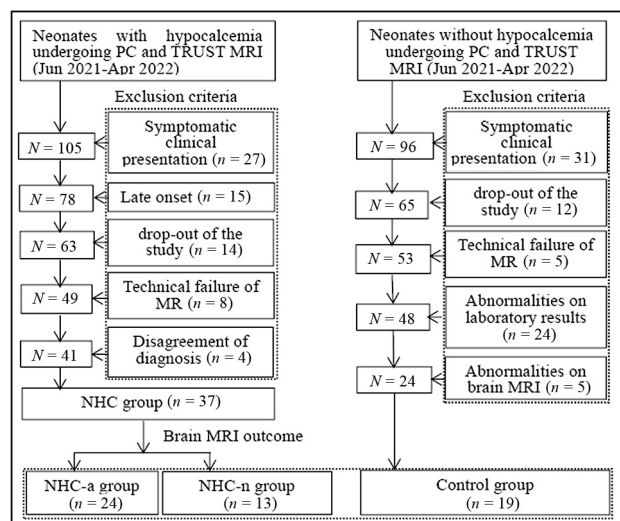 Neonates with hypocalcemia
undergoing PC and TRUST MRI
(Jun 2021-Apr 2022)
Exclusion criteria
N = 105
Symptomatic
clinical
presentation (n = 27)
N = 78
Late onset (n = 15)
N = 63
drop-out of the
study (n = 14)
N = 49
Technical failure of
MR (n = 8)
N = 41
Disagreement of
diagnosis (n = 4)
NHC group (n = 37)
Brain MRI outcome
NHC-a group
(n = 24)
NHC-n group
(n = 13)
Neonates without hypocalcemia
undergoing PC and TRUST
MRI (Jun 2021-Apr 2022)
Exclusion criteria
N = 96
Symptomatic
clinical
presentation (n = 31)
N = 65
drop-out of the
study (n = 12)
N = 53
Technical failure of
MR (n = 5)
N = 48
Abnormalities on
laboratory results
(n = 24)
N = 24
Abnormalities on
brain MRI (n = 5)
Control group
(n = 19)